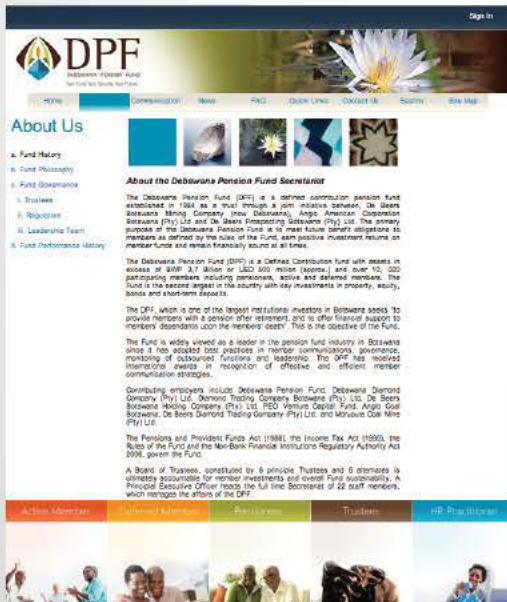 Sign In
DPF
DEBSWANA PENSION FUND
Home
Communication
News
FAQ
Quick Links
Contact Us
Search
Site Map
About Us
a. Fund History
b. Fund Philosophy
c. Fund Governance
i. Trustees
ii. Regulation
iii. Leadership Team
d. Fund Performance History
About the Debswana Pension Fund Secretariat
The Debswana Pension Fund (DPF) is a defined contribution pension fund
established in 1984 as a trust through a joint initiative between, De Beers
Botswana Mining Company (now Debswana), Anglo American Corporation
Botswana (Pty) Ltd and De Beers Prospecting Botswana (Pty) Ltd. The primary
purpose of the Debswana Pension Fund is to meet future benefit obligations to
members as defined by the rules of the Fund, earn positive investment returns on
member funds and remain financially sound at all times.
The Debswana Pension Fund (DPF) is a Defined Contribution fund with assets in
excess of BWP 3,7 Billion or USD 500 million (approx.) and over 10, 000
participating members including pensioners, active and deferred members. The
Fund is the second largest in the country with key investments in property, equity,
bonds and short-term deposits.
The DPF, which is one of the largest institutional investors in Botswana seeks "to
provide members with a pension after retirement, and to offer financial support to
members' dependants upon the members' death". This is the objective of the Fund.
The Fund is widely viewed as a leader in the pension fund industry in Botswana
since it has adopted best practices in member communications, governance,
monitoring of outsourced functions and leadership. The DPF has received
international awards in recognition of effective and efficient member
communication strategies.
Contributing employers include Debswana Pension Fund, Debswana Diamond
Company (Pty) Ltd, Diamond Trading Company Botswana (Pty) Ltd, De Beers
Botswana Holding Company (Pty) Ltd, PEO Venture Capital Fund, Anglo Coal
Botswana, De Beers Diamond Trading Company (Pty) Ltd, and Morupule Coal Mine
(Pty) Ltd.
The Pensions and Provident Funds Act (1988), the Income Tax Act (1995), the
Rules of the Fund and the Non-Bank Financial Institutions Regulatory Authority Act
2006, govern the Fund.
A Board of Trustees, constituted by 8 principle Trustees and 6 alternates is
ultimately accountable for member investments and overall Fund sustainability. A
Principal Executive Officer heads the full time Secretariat of 22 staff members,
which manages the affairs of the DPF.
Active Member
Deferred Member
Pensioners
Trustees
HR Practitioner